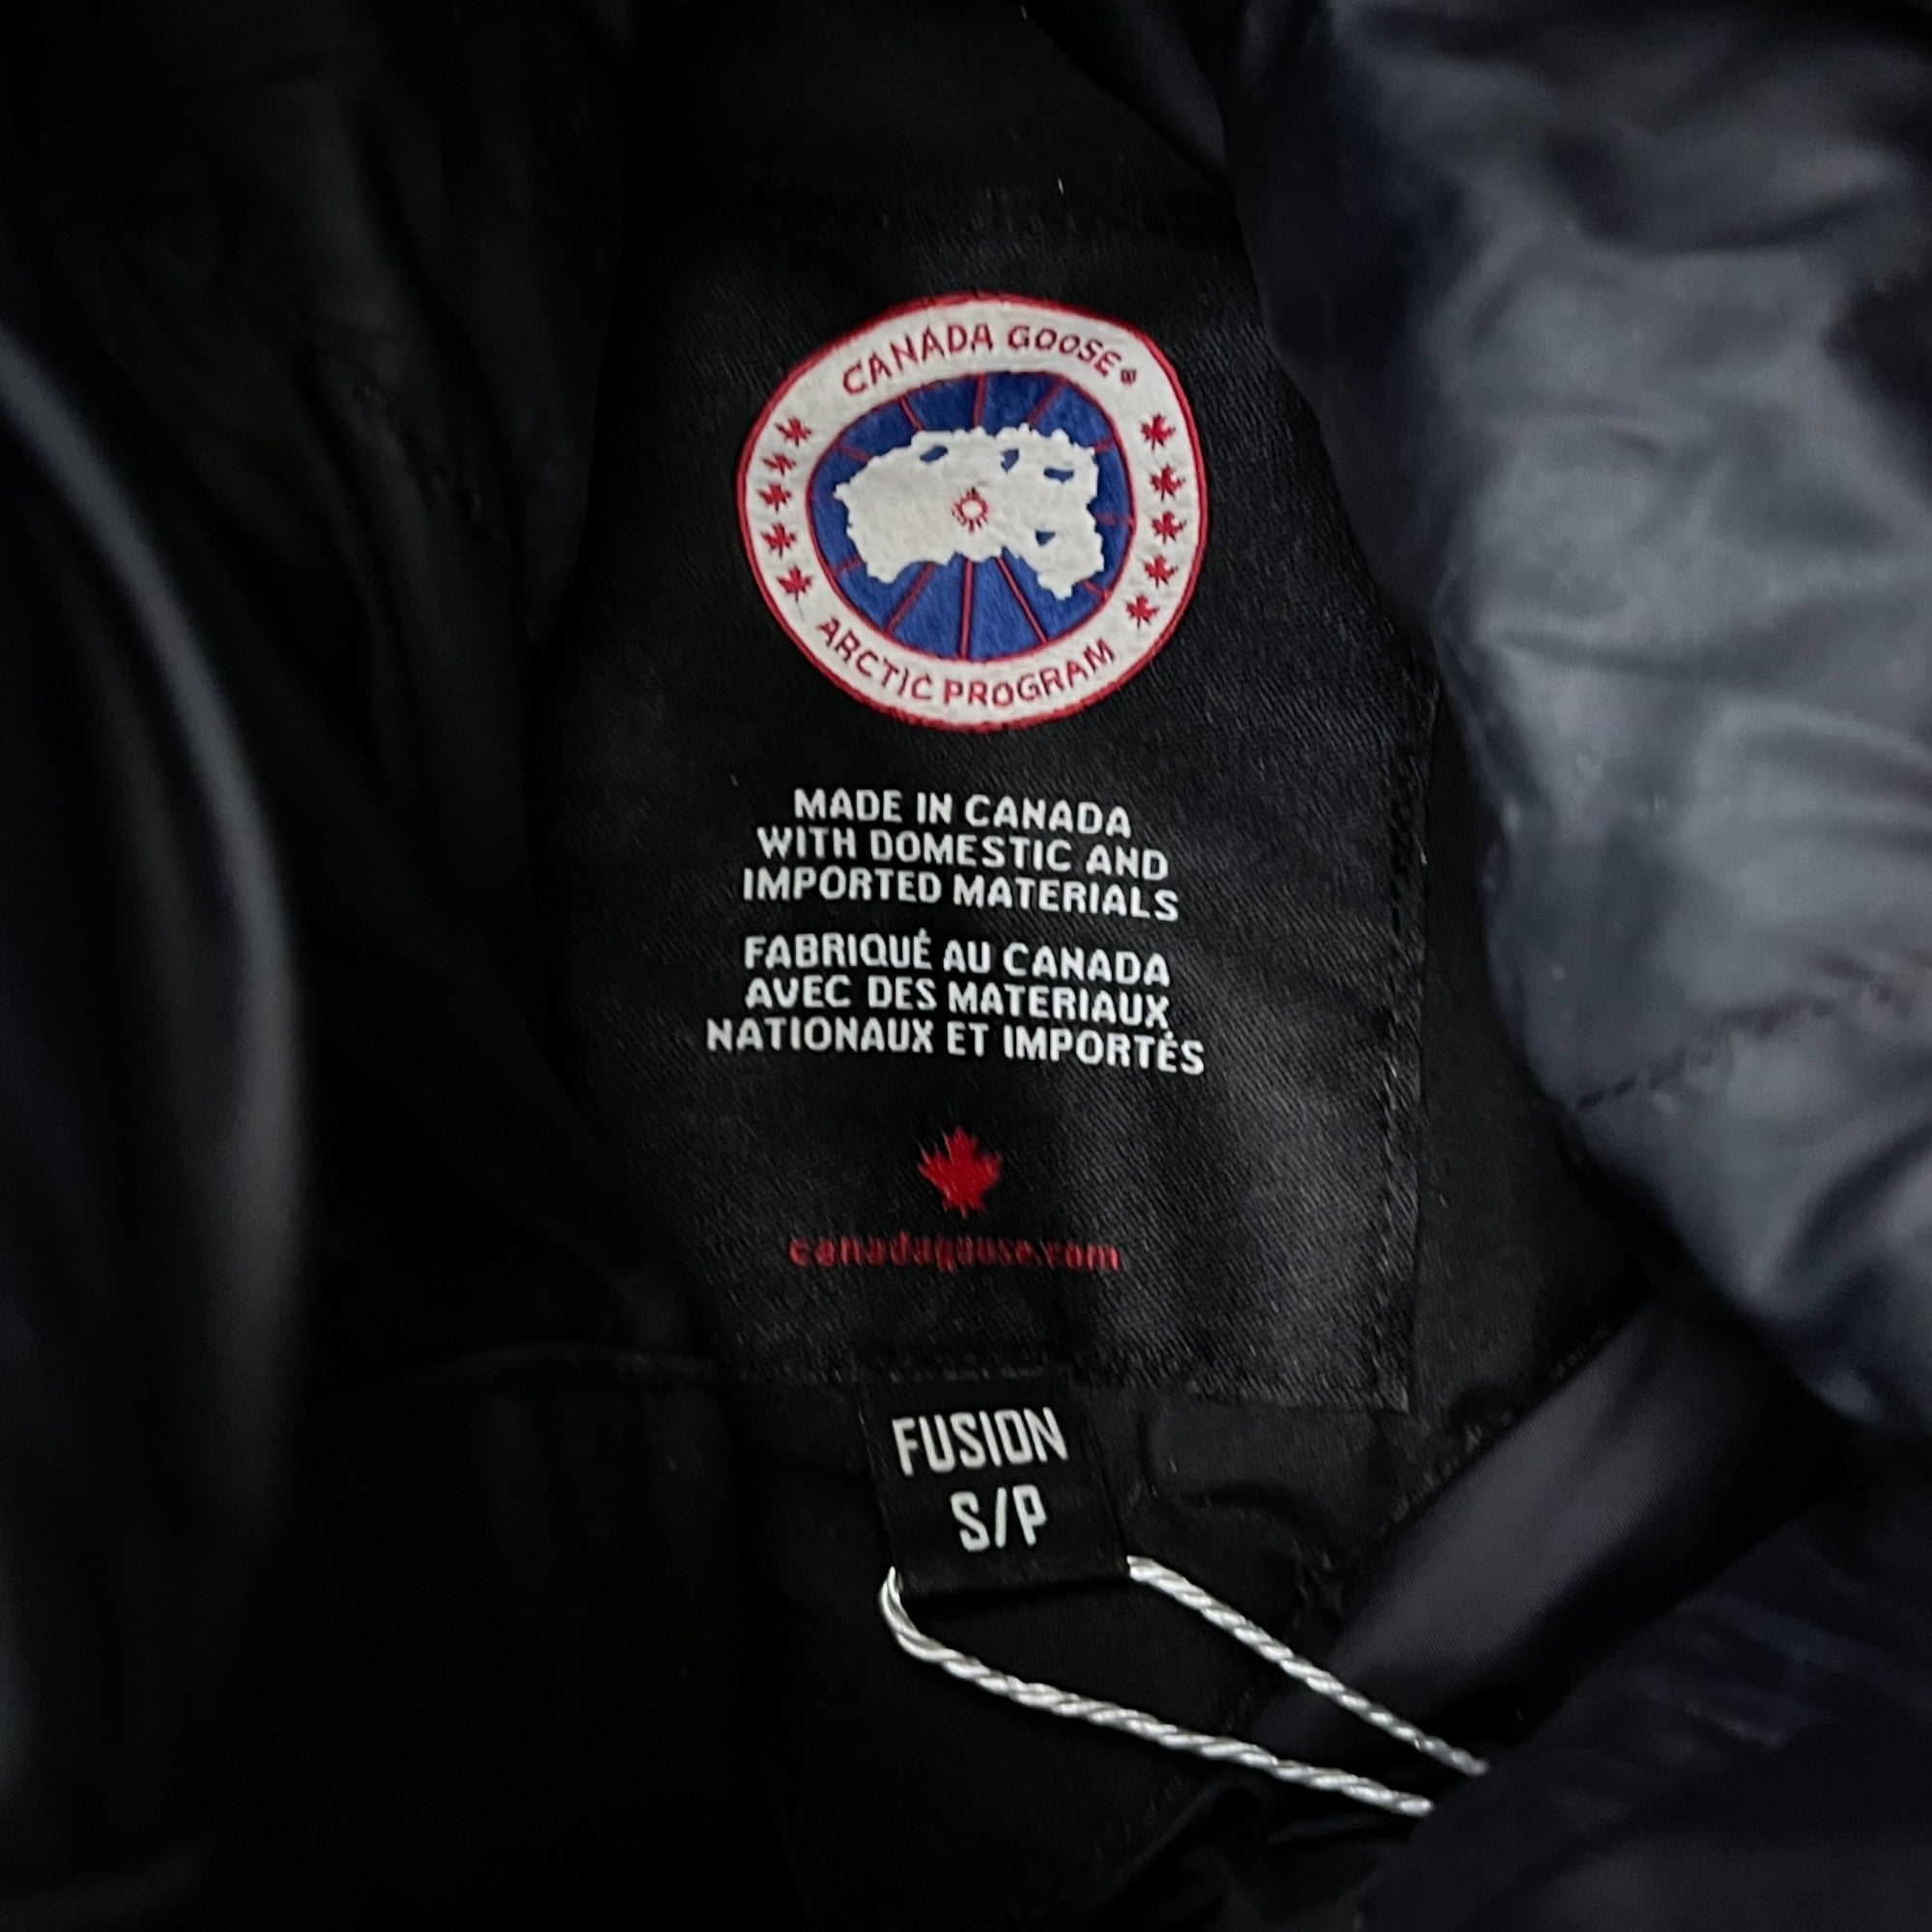 CANADA GOOSE®
ARCTIC PROGRAM
MADE IN CANADA
WITH DOMESTIC AND
IMPORTED MATERIALS
FABRIQUÉ AU CANADA
AVEC DES MATERIAUX
NATIONAUX ET IMPORTÉS
canadagouse.com
FUSION
S/P